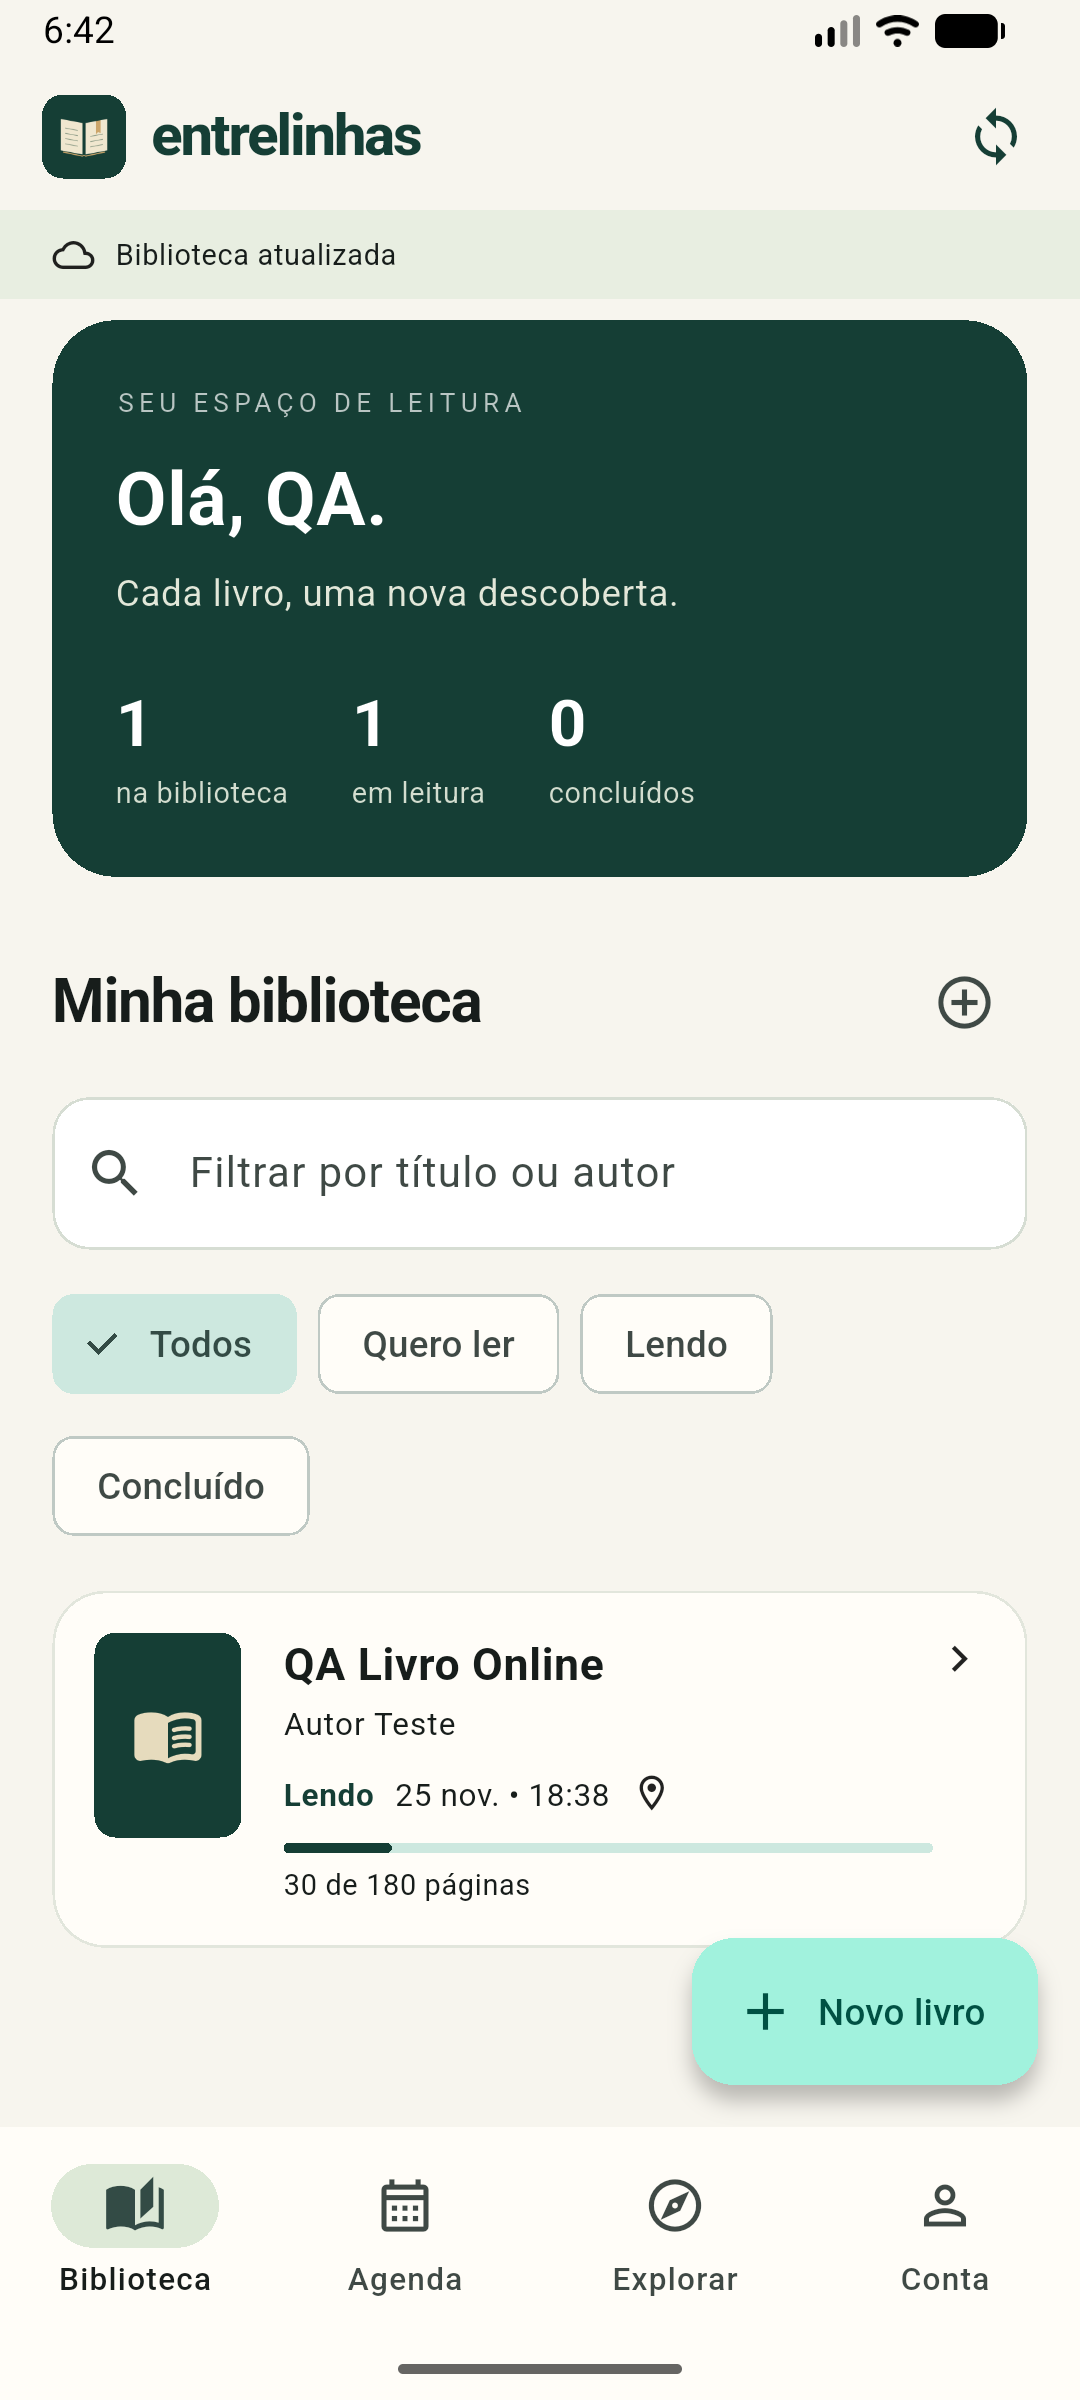 6:42
entrelinhas
Biblioteca atualizada
SEU ESPAÇO DE LEITURA
Olá, QA.
Cada livro, uma nova descoberta.
1 1 0
na biblioteca em leitura concluídos
Minha biblioteca
Filtrar por título ou autor
Todos Quero ler Lendo
Concluído
QA Livro Online
Autor Teste
Lendo 25 nov. • 18:38
30 de 180 páginas
Novo livro
Biblioteca Agenda Explorar Conta